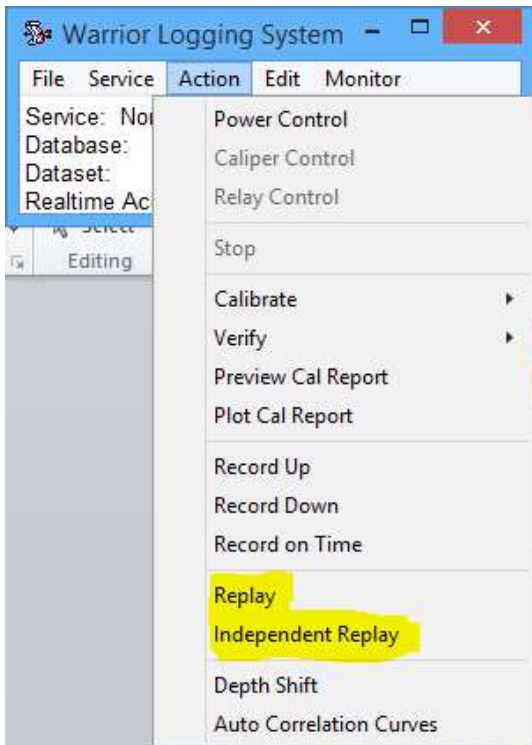 Warrior Logging System
File Service Action Edit Monitor
Service:
Database:
Dataset:
Realtime
Editing
Power Control
Caliper Control
Relay Control
Stop
Calibrate
Verify
Preview Cal Report
Plot Cal Report
Record Up
Record Down
Record on Time
Replay
Independent Replay
Depth Shift
Auto Correlation Curves